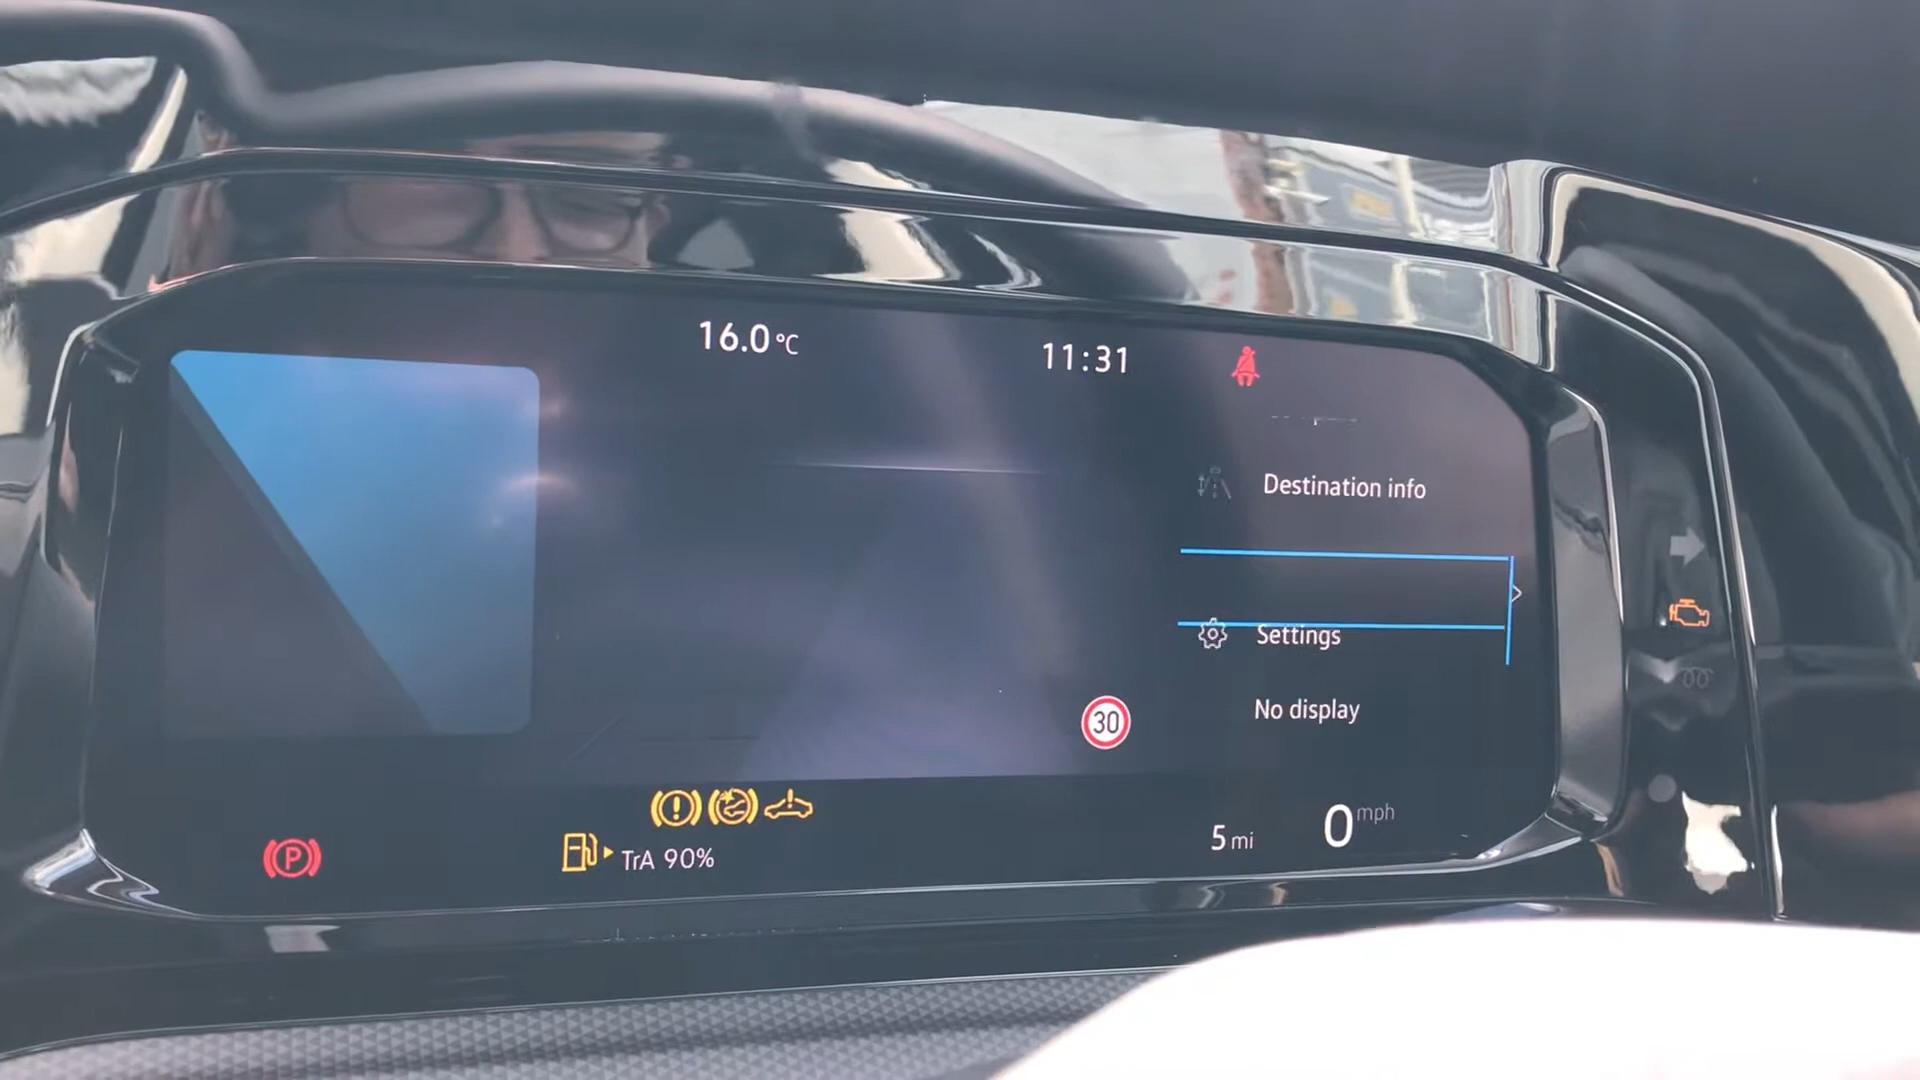 16.0 °C
11:31
Destination info
Settings
No display
30
P
TrA 90%
5 mi
0 mph